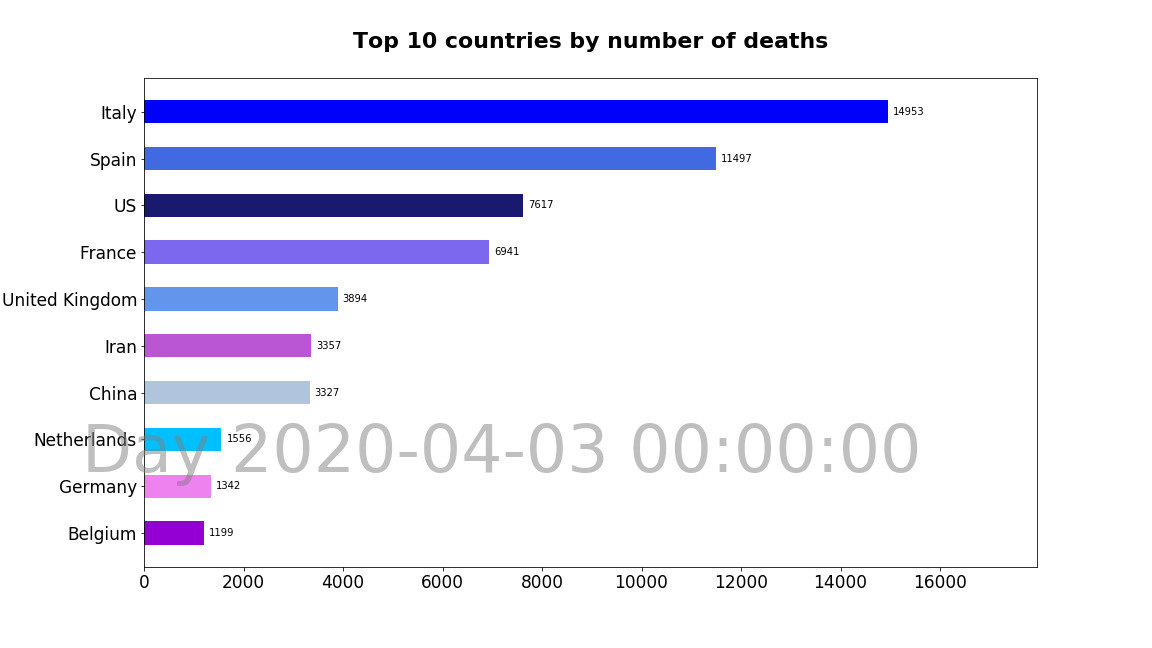 Top 10 countries by number of deaths
Italy 14953
Spain 11497
US 7617
France 6941
United Kingdom 3894
Iran 3357
China 3327
Netherlands 1556
Day 2020-04-03 00:00:00
Germany 1342
Belgium 1199
0 2000 4000 6000 8000 10000 12000 14000 16000